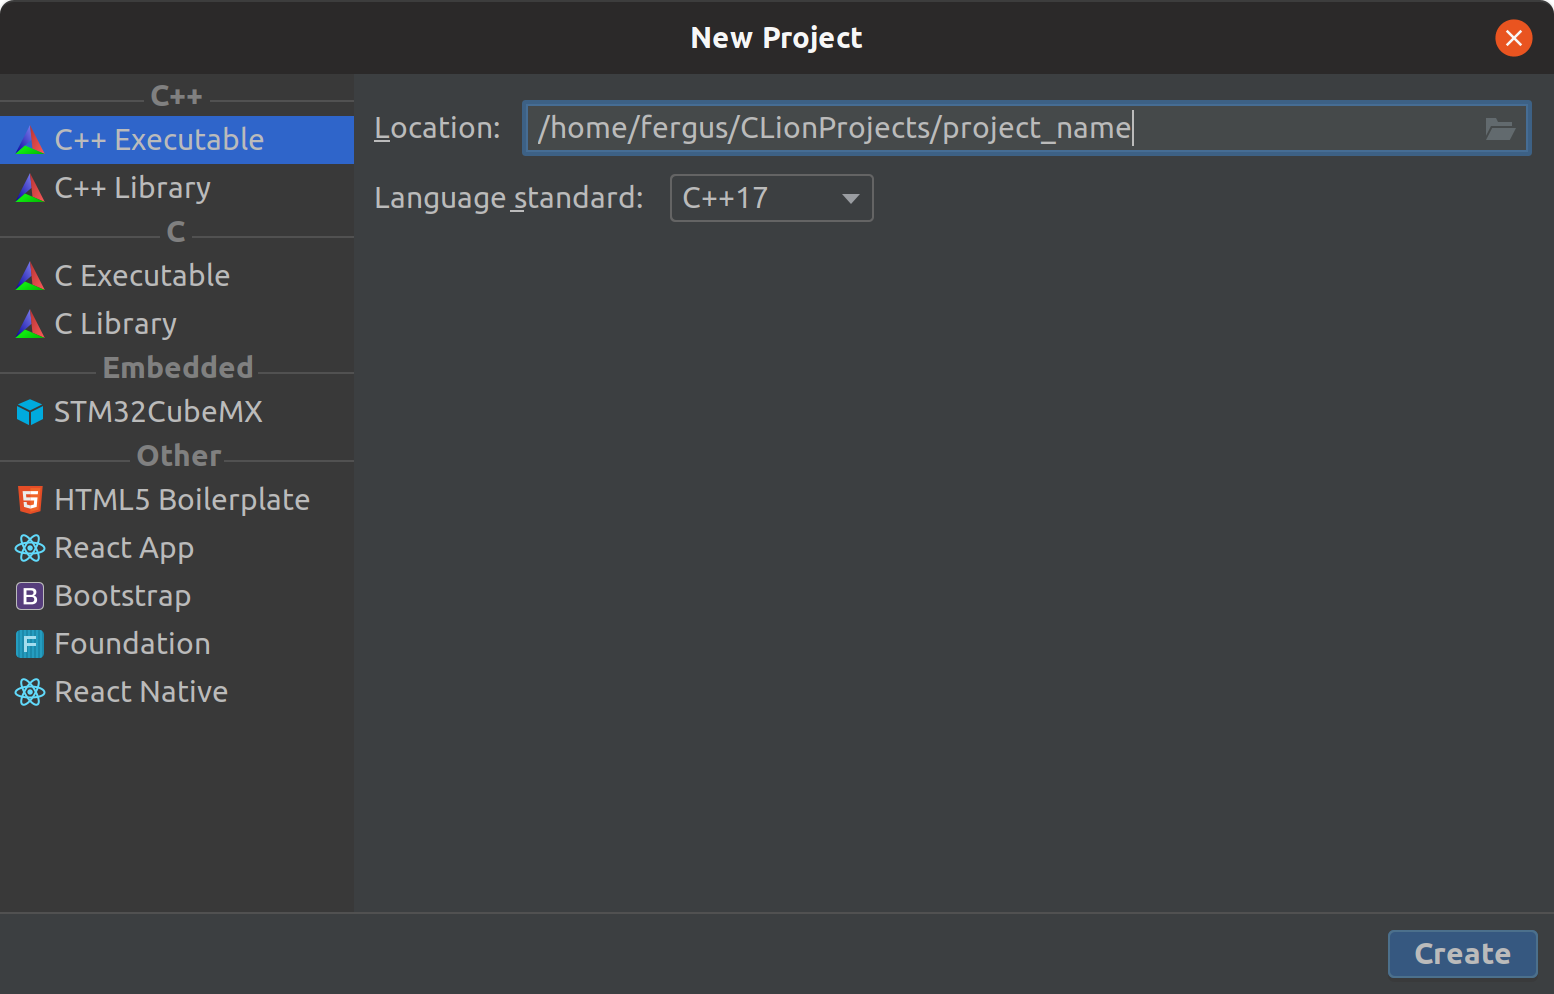 New Project
C++
C++ Executable
C++ Library
C
C Executable
C Library
Embedded
STM32CubeMX
Other
HTML5 Boilerplate
React App
B Bootstrap
F Foundation
React Native
Location: /home/fergus/CLionProjects/project_name
Language standard: C++17
Create